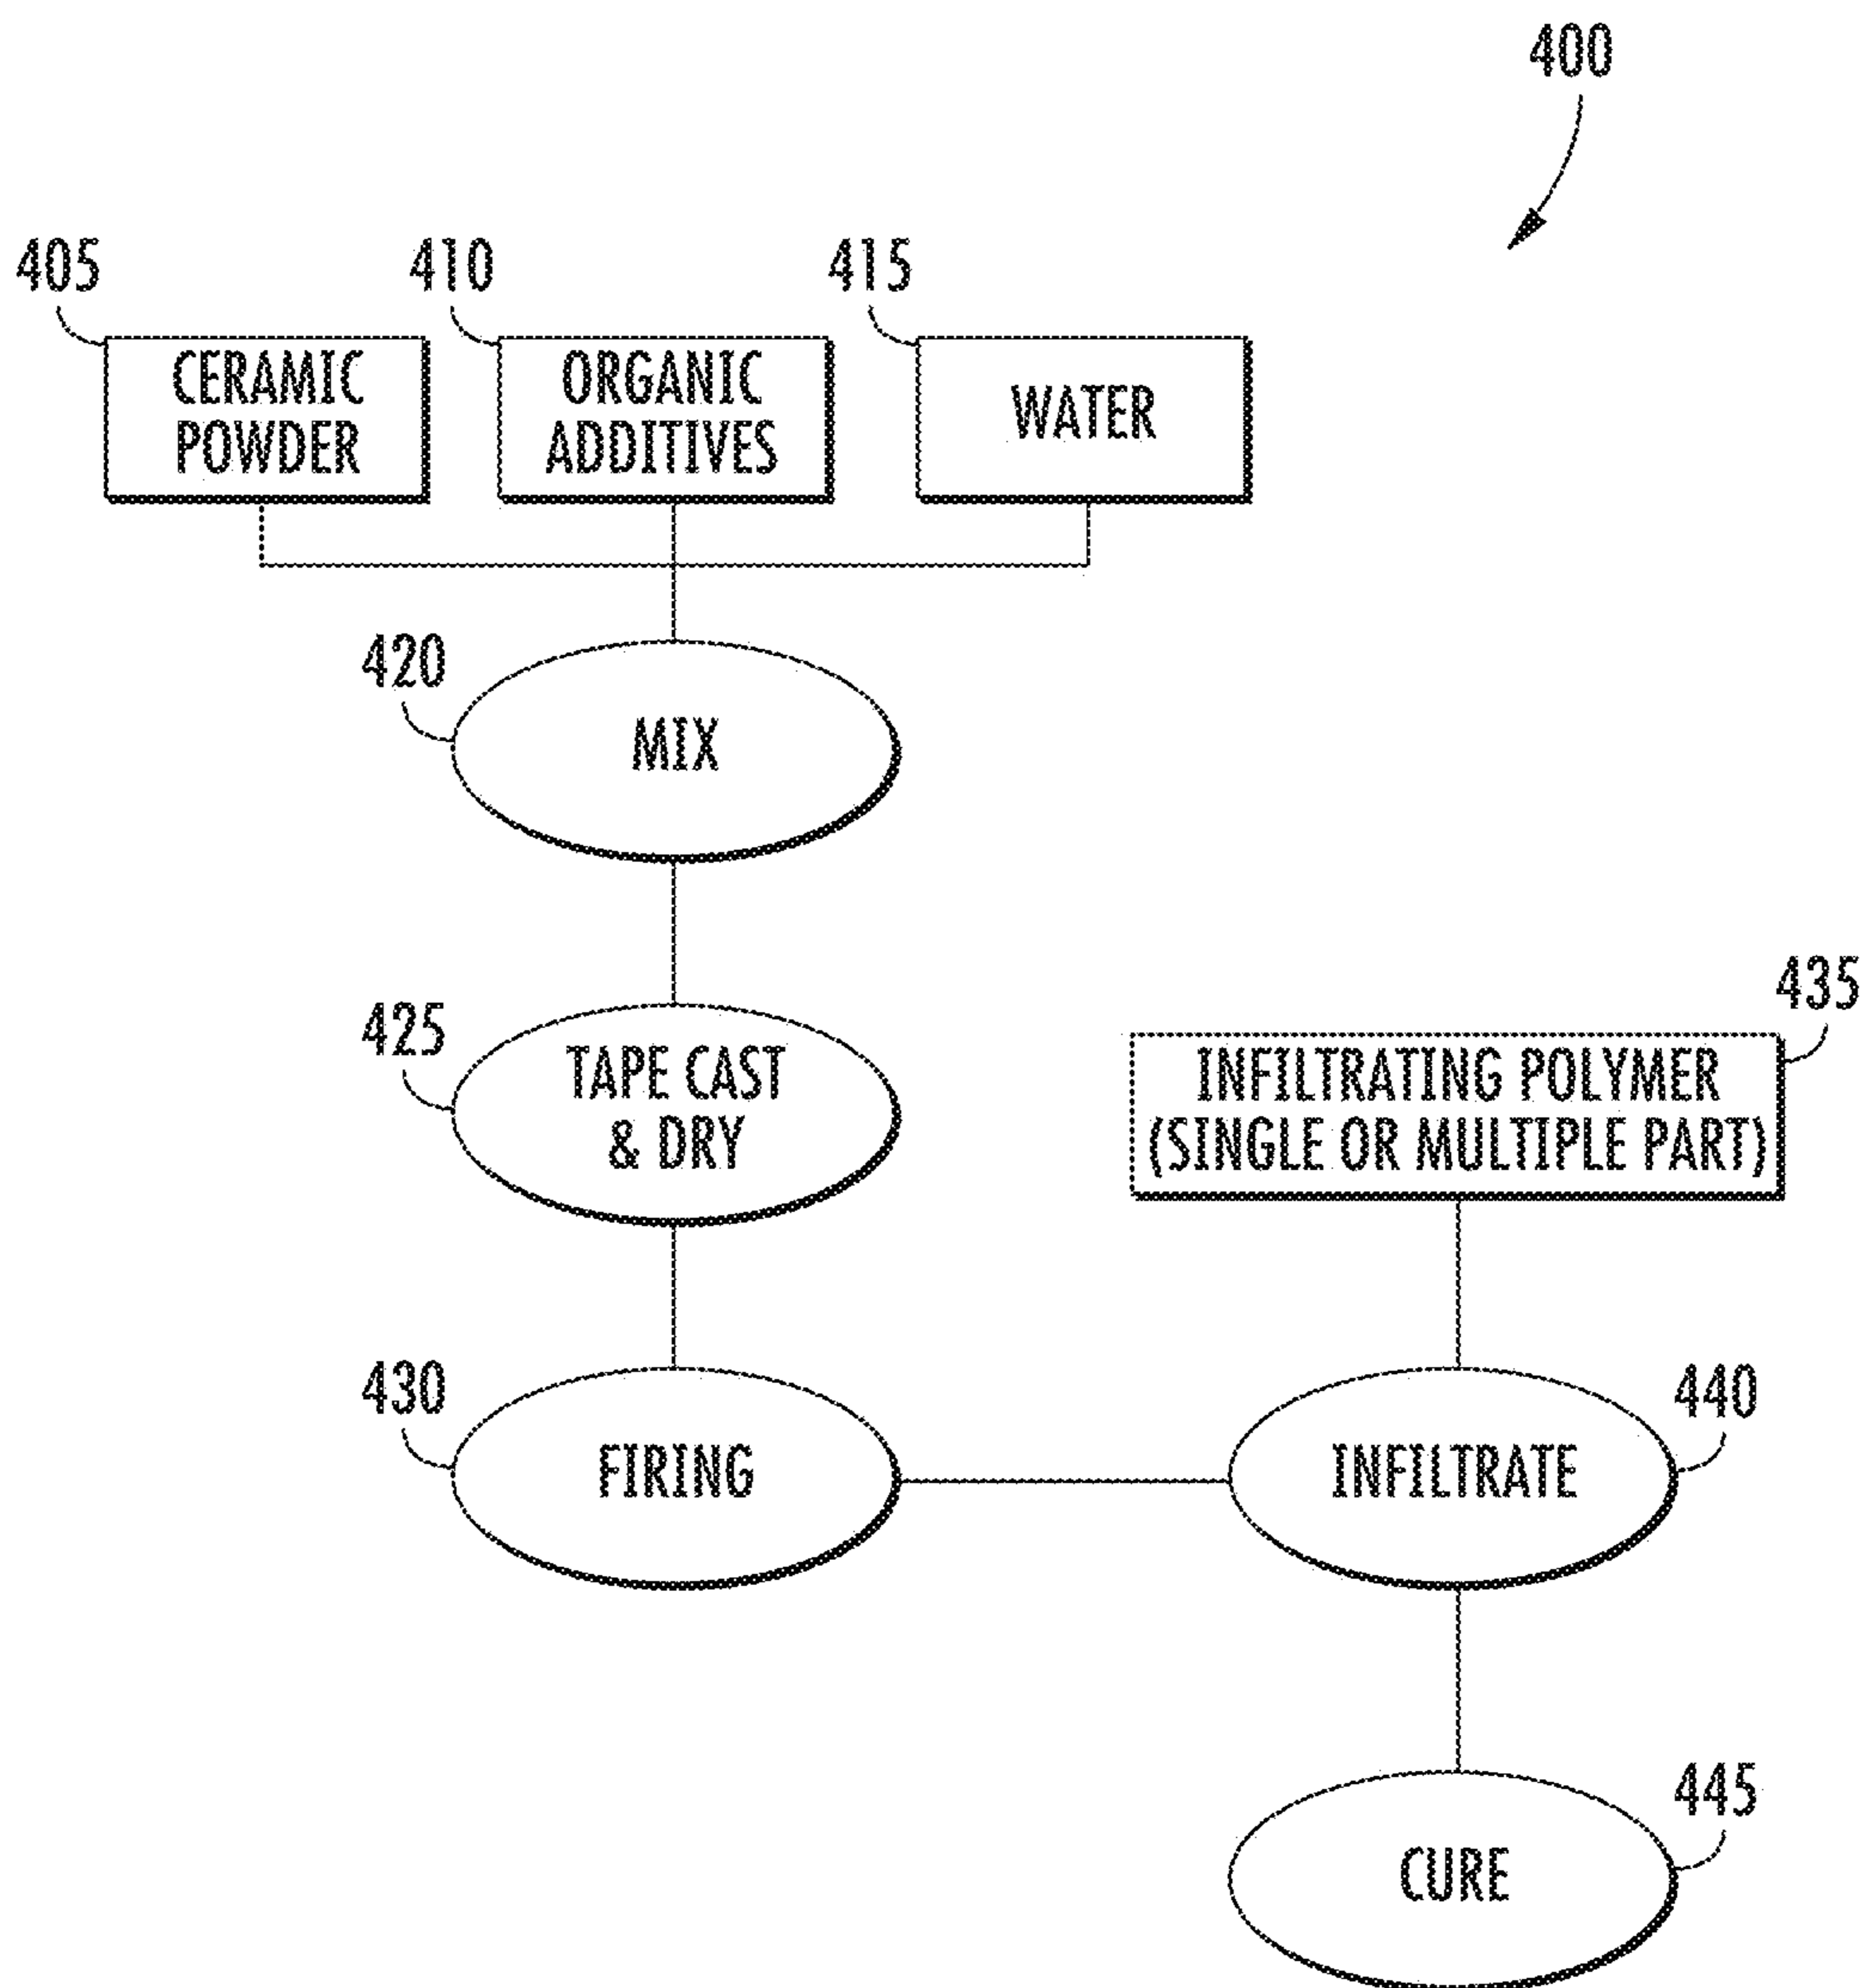 400
405
410
415
CERAMIC
POWDER
ORGANIC
ADDITIVES
WATER
420
MIX
425
TAPE CAST
& DRY
435
INFILTRATING POLYMER
(SINGLE OR MULTIPLE PART)
430
FIRING
440
INFILTRATE
445
CURE